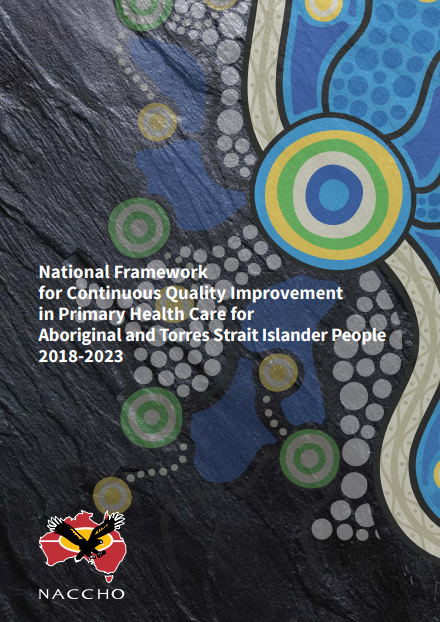 National Framework
for Continuous Quality Improvement
in Primary Health Care for
Aboriginal and Torres Strait Islander People
2018-2023
NACCHO